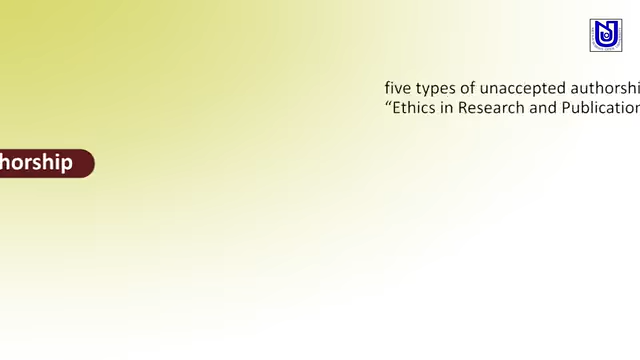 five types of unaccepted authorshi
“Ethics in Research and Publication
horship